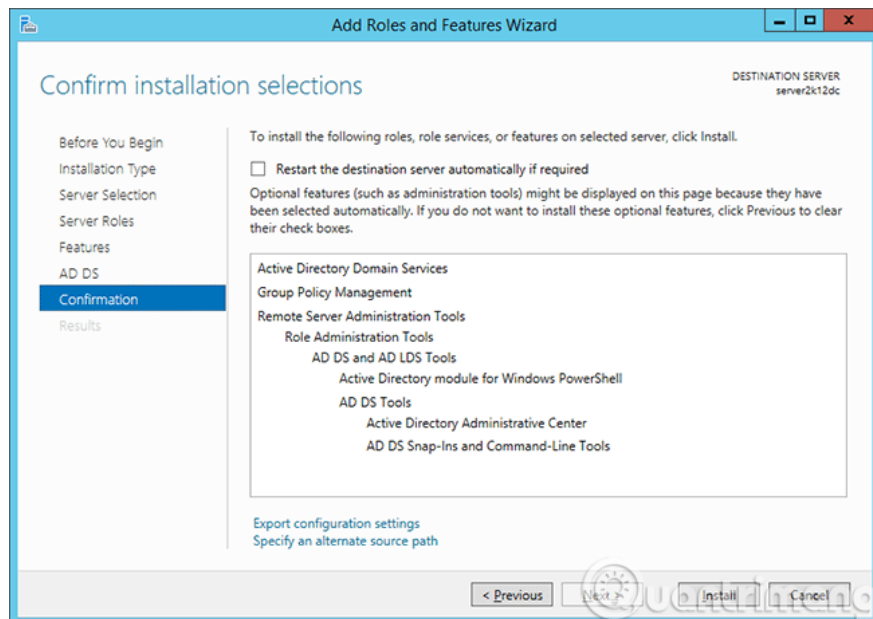 Add Roles and Features Wizard
Confirm installation selections
DESTINATION SERVER
server2k12dc
Before You Begin
Installation Type
Server Selection
Server Roles
Features
AD DS
Confirmation
Results
To install the following roles, role services, or features on selected server, click Install.
Restart the destination server automatically if required
Optional features (such as administration tools) might be displayed on this page because they have
been selected automatically. If you do not want to install these optional features, click Previous to clear
their check boxes.
Active Directory Domain Services
Group Policy Management
Remote Server Administration Tools
Role Administration Tools
AD DS and AD LDS Tools
Active Directory module for Windows PowerShell
AD DS Tools
Active Directory Administrative Center
AD DS Snap-Ins and Command-Line Tools
Export configuration settings
Specify an alternate source path
< Previous
Next >
Install
Cancel
Quantrimang